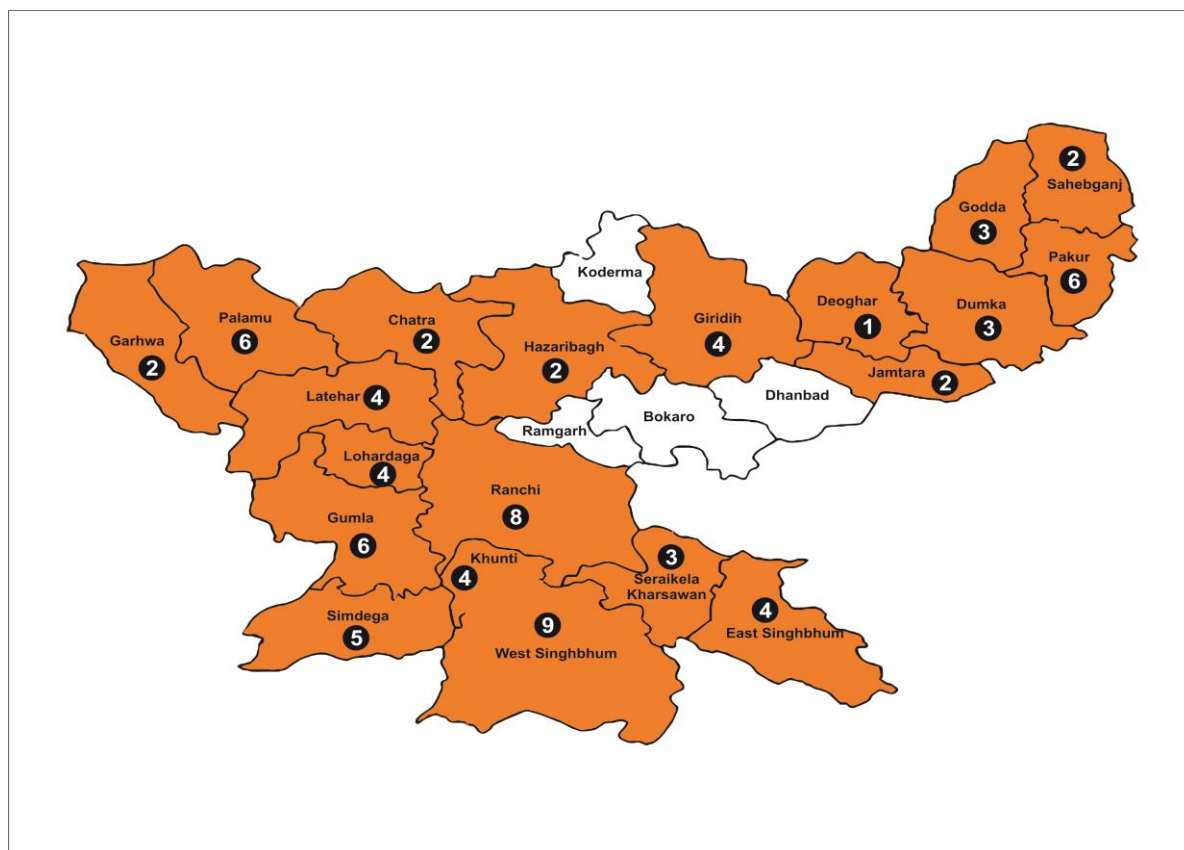 2
Sahebganj
Godda
3
Pakur
6
Koderma
Deoghar
1
Dumka
3
Palamu
6
Chatra
2
Giridih
4
Garhwa
2
Hazaribagh
2
Jamtara 2
Latehar 4
Dhanbad
Bokaro
Ramgarh
Lohardaga
4
Ranchi
8
Gumla
6
Khunti
4
3
Seraikela
Kharsawan
4
East Singhbhum
Simdega
5
9
West Singhbhum